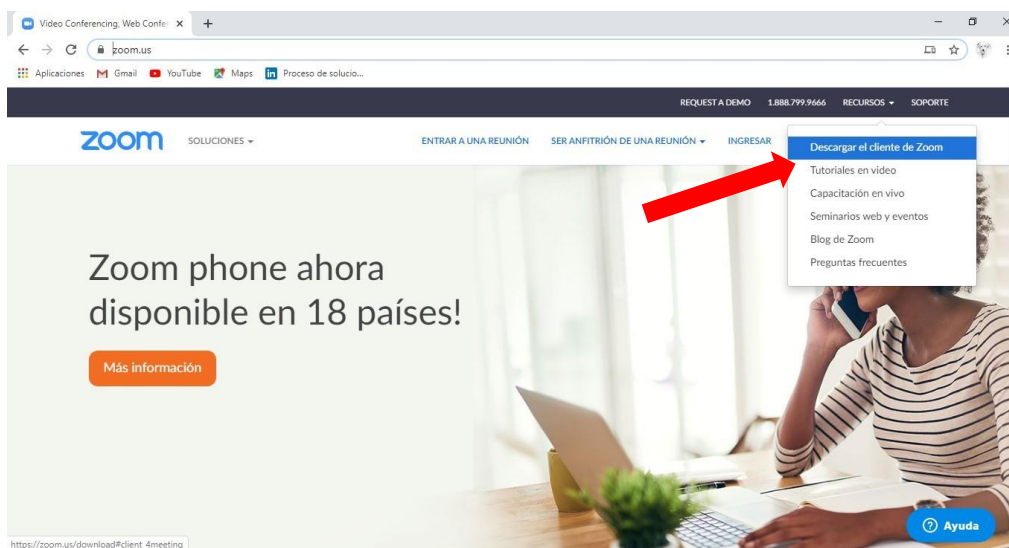 Video Conferencing, Web Confer
zoom.us
Aplicaciones Gmail YouTube Maps Proceso de solucio...
REQUEST A DEMO 1.888.799.9666 RECURSOS SOPORTE
zoom SOLUCIONES ENTRAR A UNA REUNIÓN SER ANFITRIÓN DE UNA REUNIÓN INGRESAR
Descargar el cliente de Zoom
Tutoriales en video
Capacitación en vivo
Seminarios web y eventos
Blog de Zoom
Preguntas frecuentes
Zoom phone ahora
disponible en 18 países!
Más información
Ayuda
https://zoom.us/download#client_4meeting